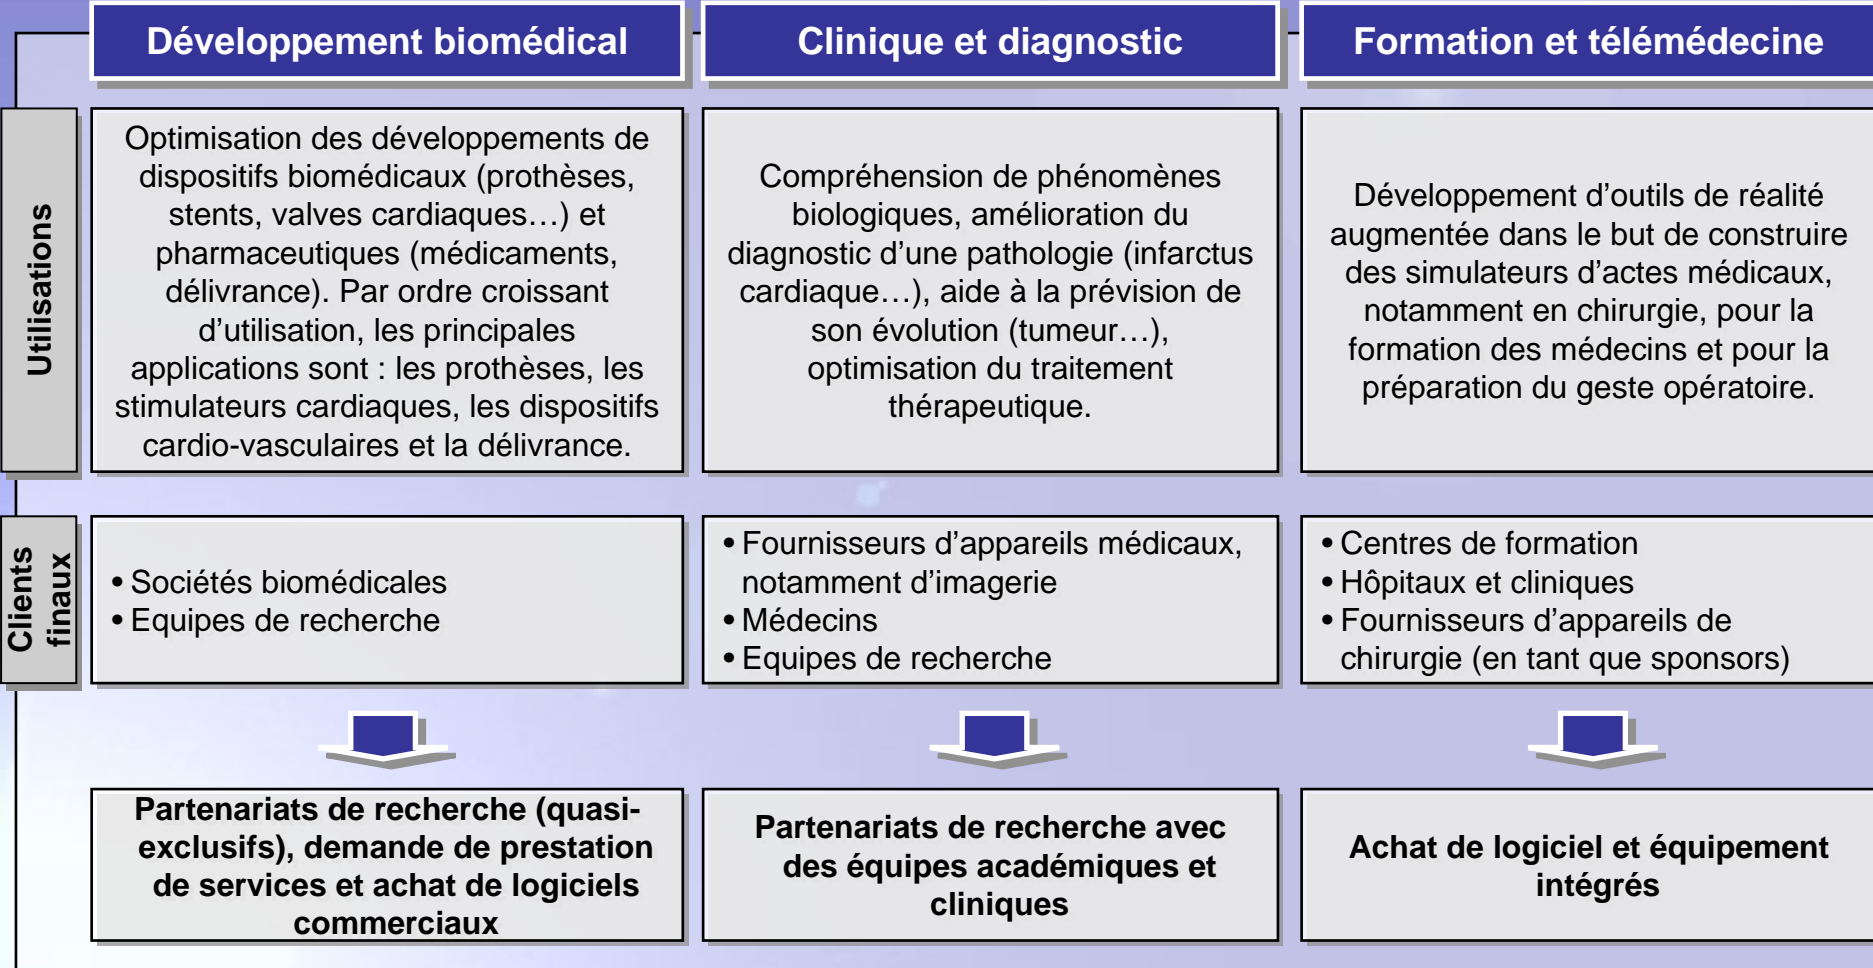 Développement biomédical
Clinique et diagnostic
Formation et télémédecine
Utilisations
Optimisation des développements de
dispositifs biomédicaux (prothèses,
stents, valves cardiaques…) et
pharmaceutiques (médicaments,
délivrance). Par ordre croissant
d’utilisation, les principales
applications sont : les prothèses, les
stimulateurs cardiaques, les dispositifs
cardio-vasculaires et la délivrance.
Compréhension de phénomènes
biologiques, amélioration du
diagnostic d’une pathologie (infarctus
cardiaque…), aide à la prévision de
son évolution (tumeur…),
optimisation du traitement
thérapeutique.
Développement d’outils de réalité
augmentée dans le but de construire
des simulateurs d’actes médicaux,
notamment en chirurgie, pour la
formation des médecins et pour la
préparation du geste opératoire.
Clients
finaux
• Sociétés biomédicales
• Equipes de recherche
• Fournisseurs d’appareils médicaux,
notamment d’imagerie
• Médecins
• Equipes de recherche
• Centres de formation
• Hôpitaux et cliniques
• Fournisseurs d’appareils de
chirurgie (en tant que sponsors)
Partenariats de recherche (quasi-
exclusifs), demande de prestation
de services et achat de logiciels
commerciaux
Partenariats de recherche avec
des équipes académiques et
cliniques
Achat de logiciel et équipement
intégrés